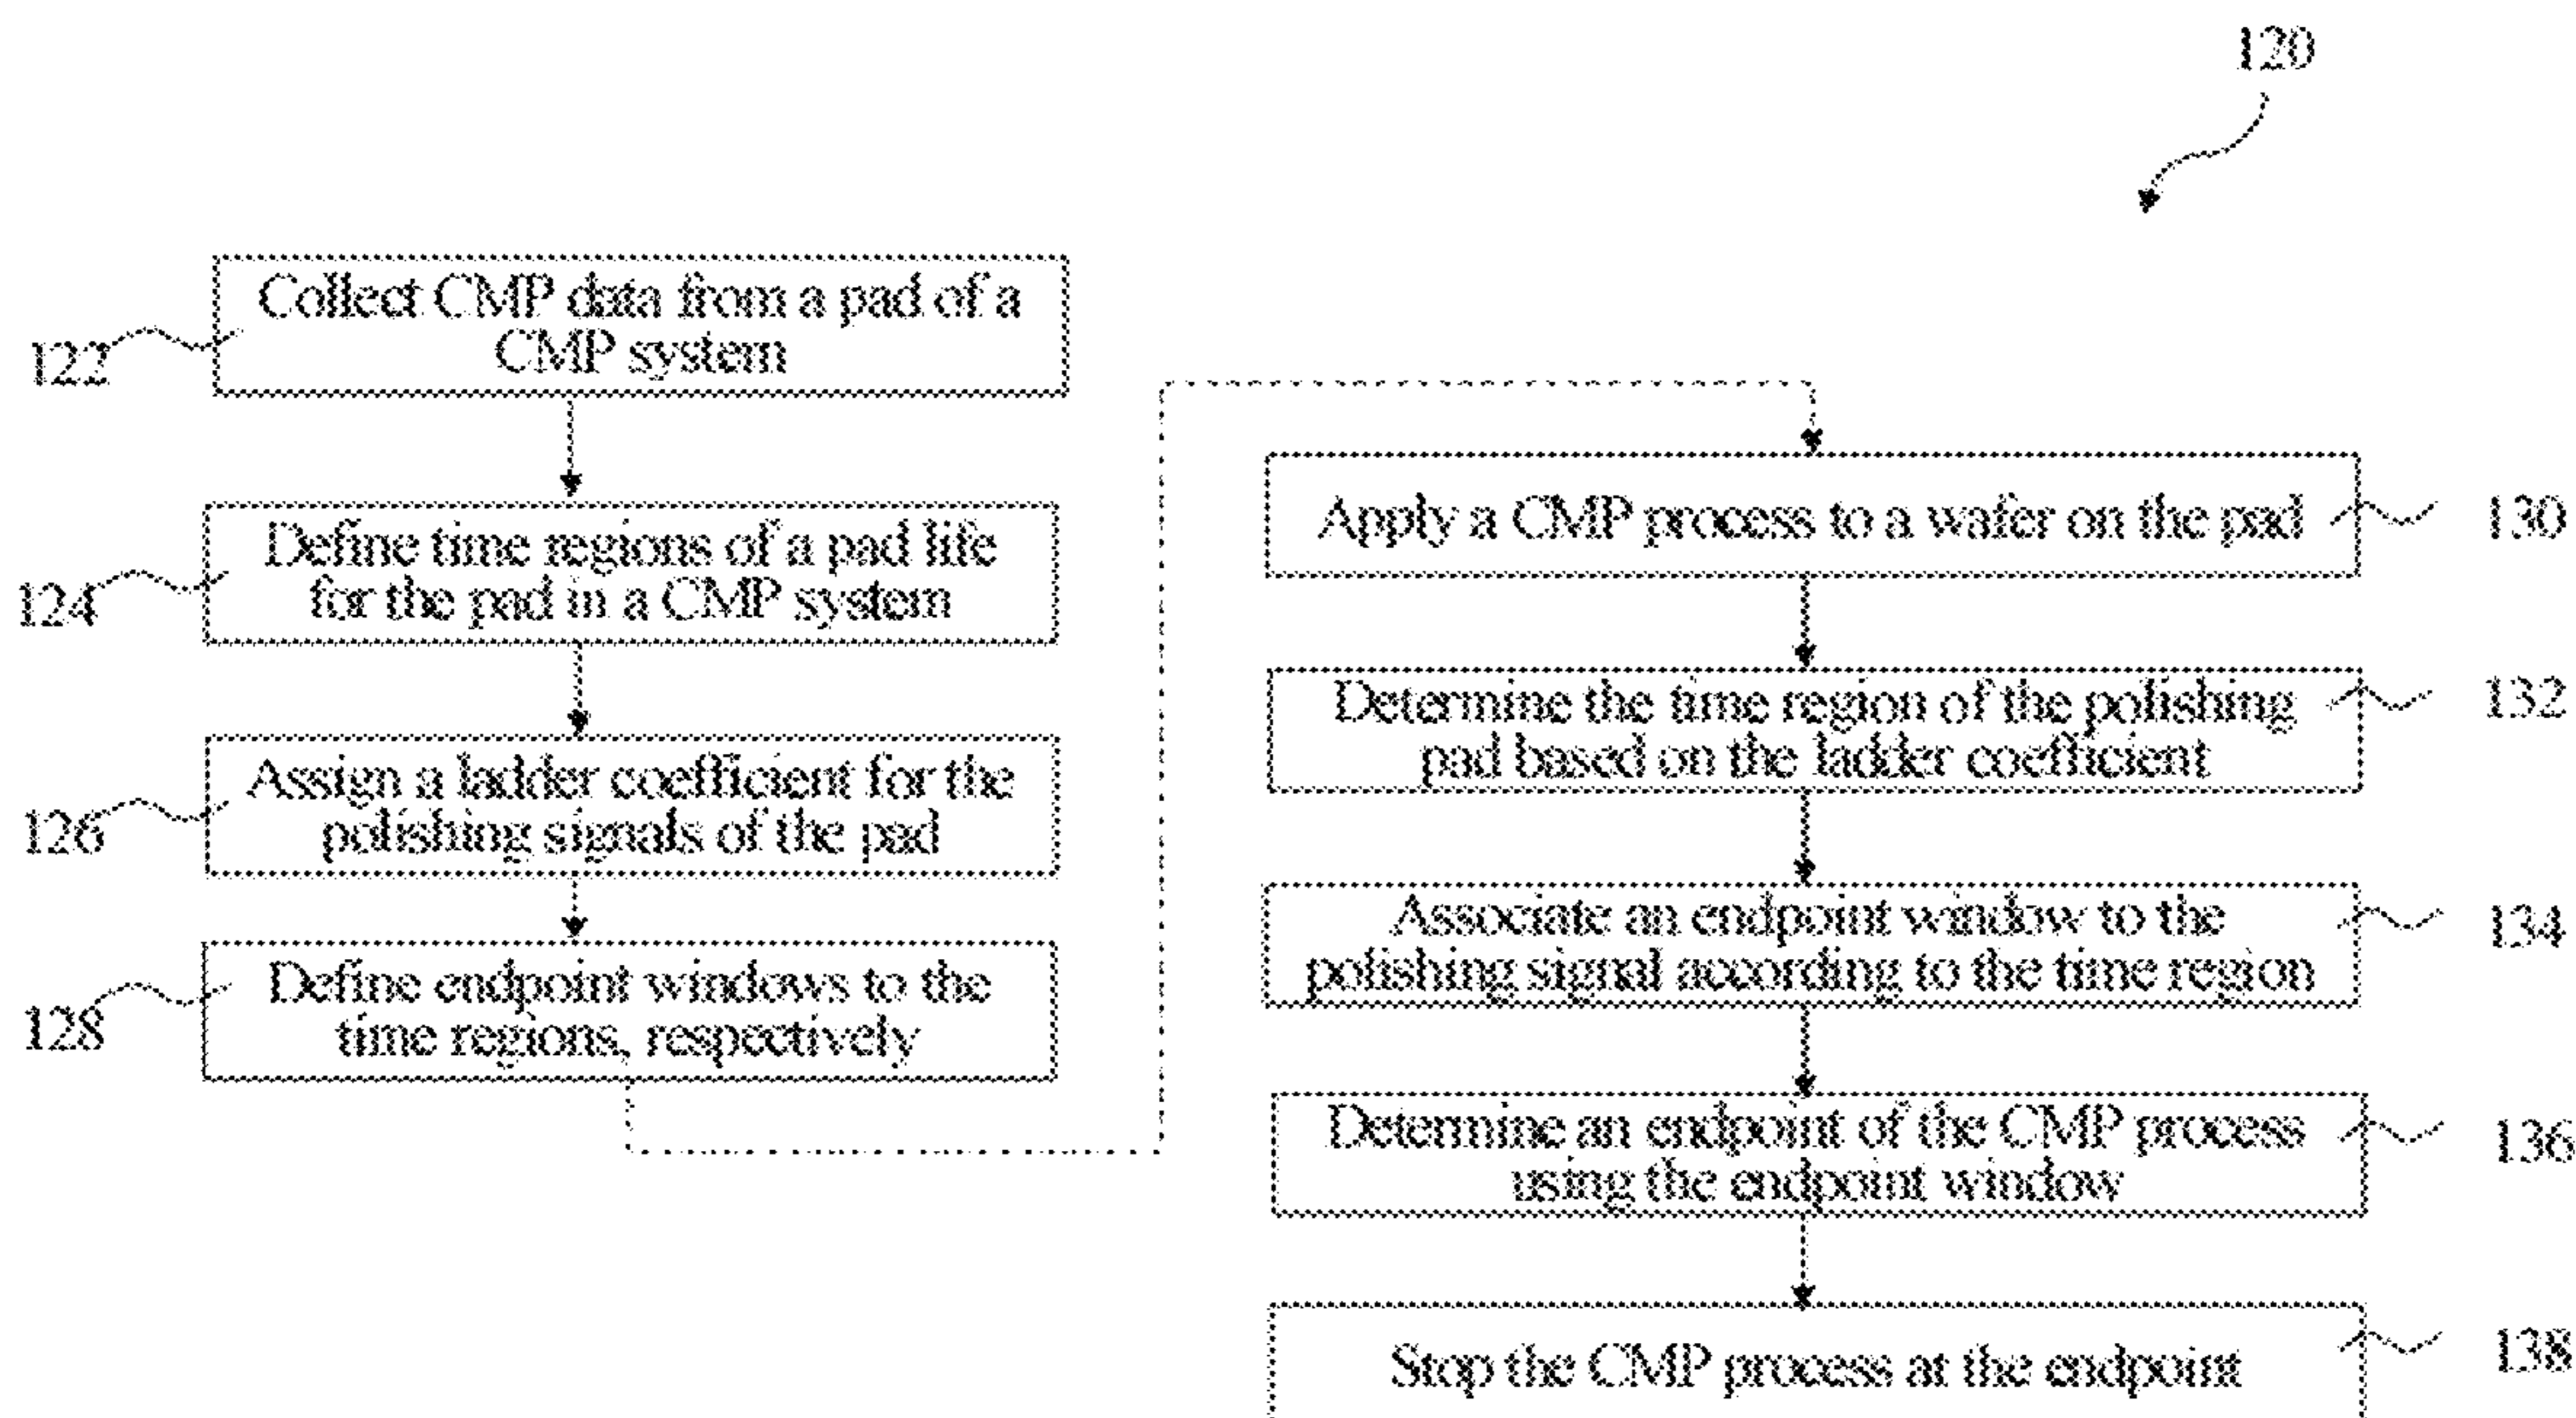 120
Collect CMP data from a pad of a
CMP system
122
Define time regions of a pad life
for the pad in a CMP system
124
Assign a ladder coefficient for the
polishing signals of the pad
126
Define endpoint windows to the
time regions, respectively
128
Apply a CMP process to a wafer on the pad
130
Determine the time region of the polishing
pad based on the ladder coefficient
132
Associate an endpoint window to the
polishing signal according to the time region
134
Determine an endpoint of the CMP process
using the endpoint window
136
Stop the CMP process at the endpoint
138